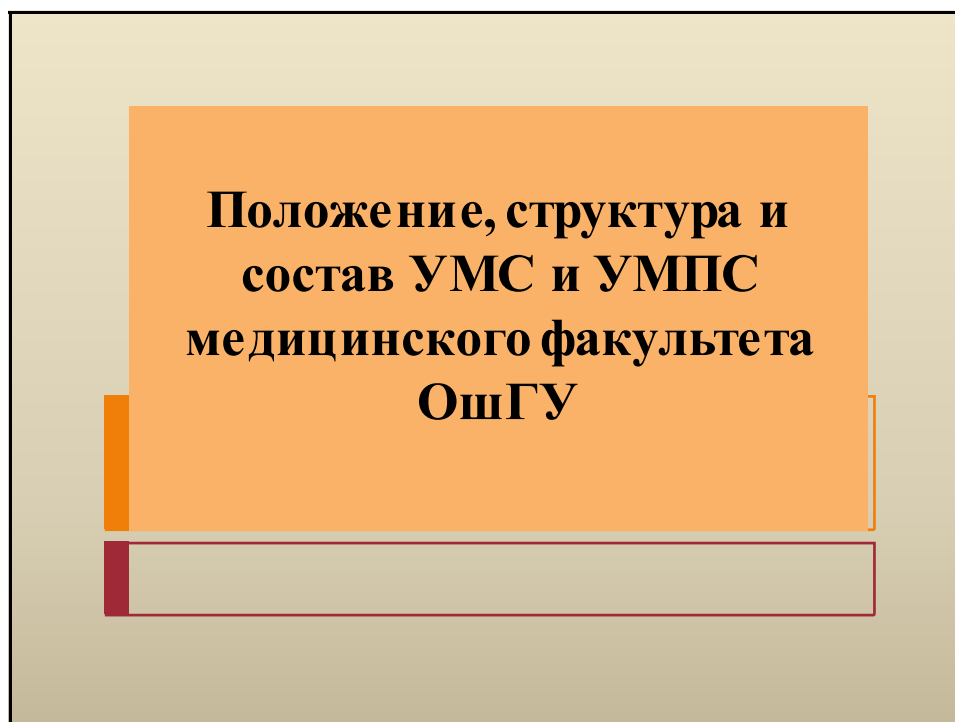 Положение, структура и
состав УМС и УМПС
медицинского факультета
ОшГУ